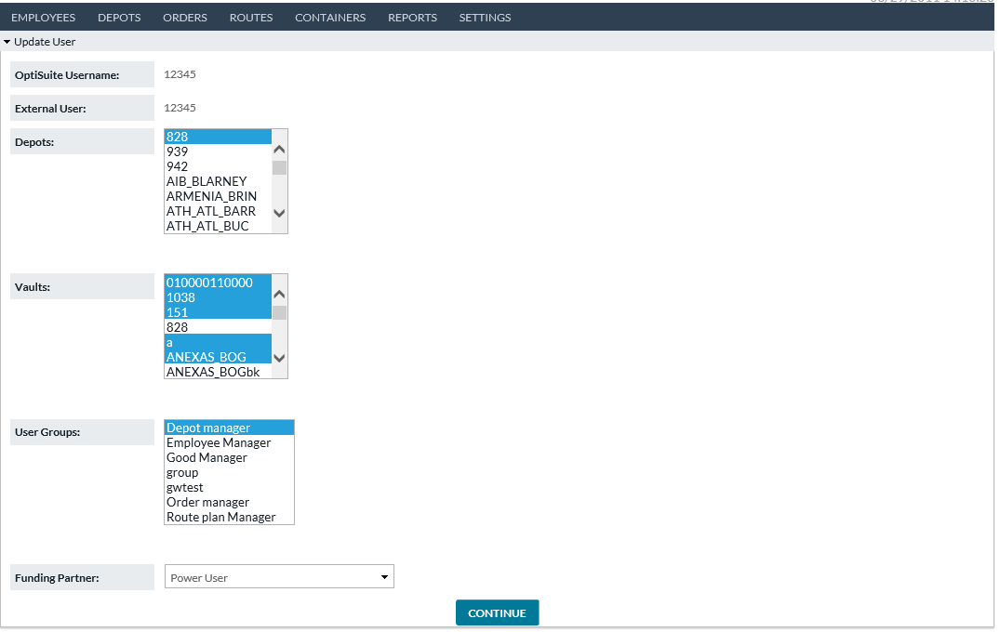 EMPLOYEES DEPOTS ORDERS ROUTES CONTAINERS REPORTS SETTINGS
Update User
OptiSuite Username: 12345
External User: 12345
Depots: 828
939
942
AIB_BLARNEY
ARMENIA_BRIN
ATH_ATL_BARR
ATH_ATL_BUC
Vaults: 010000110000
1038
151
828
a
ANEXAS_BOG
ANEXAS_BOGbk
User Groups: Depot manager
Employee Manager
Good Manager
group
gwtest
Order manager
Route plan Manager
Funding Partner: Power User
CONTINUE